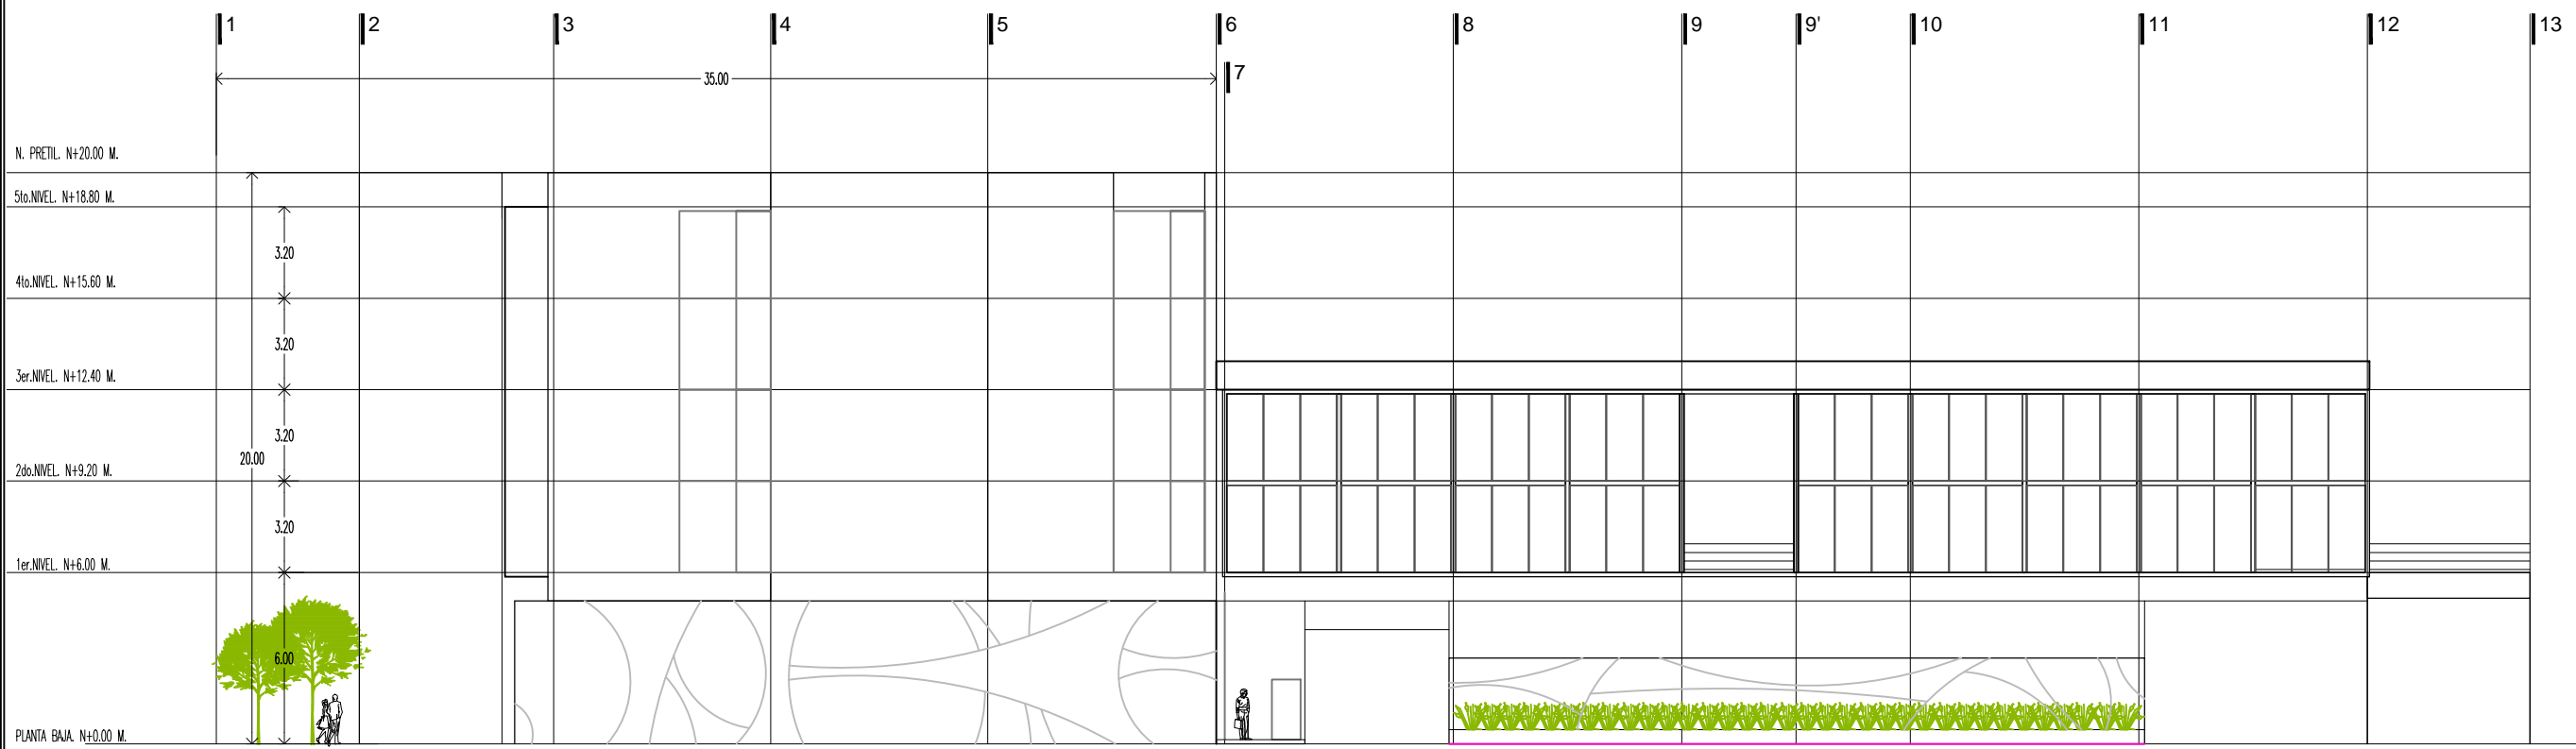 1 2 3 4 5 6 8 9 9' 10 11 12 13
7
35.00
N. PRETIL. N+20.00 M.
5to.NIVEL. N+18.80 M.
3.20
4to.NIVEL. N+15.60 M.
3.20
3er.NIVEL. N+12.40 M.
3.20
20.00
2do.NIVEL. N+9.20 M.
3.20
1er.NIVEL. N+6.00 M.
6.00
PLANTA BAJA. N+0.00 M.